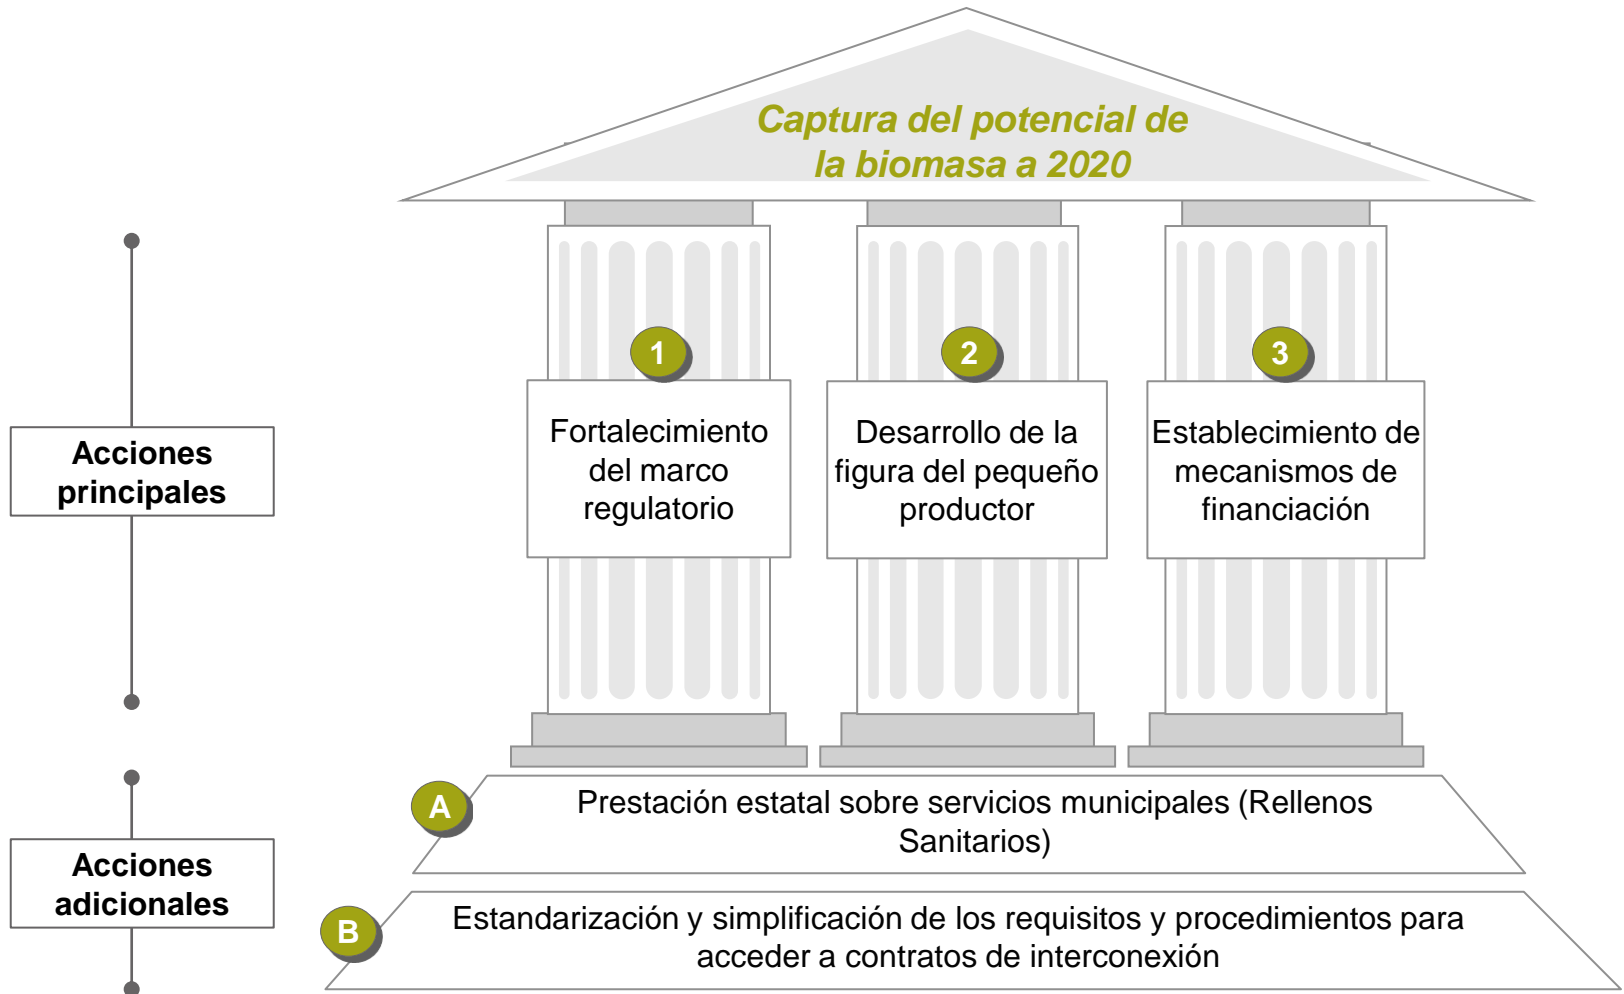 Captura del potencial de
la biomasa a 2020
1
2
3
Fortalecimiento
del marco
regulatorio
Desarrollo de la
figura del pequeño
productor
Establecimiento de
mecanismos de
financiación
Acciones
principales
A
Prestación estatal sobre servicios municipales (Rellenos
Sanitarios)
Acciones
adicionales
B
Estandarización y simplificación de los requisitos y procedimientos para
acceder a contratos de interconexión